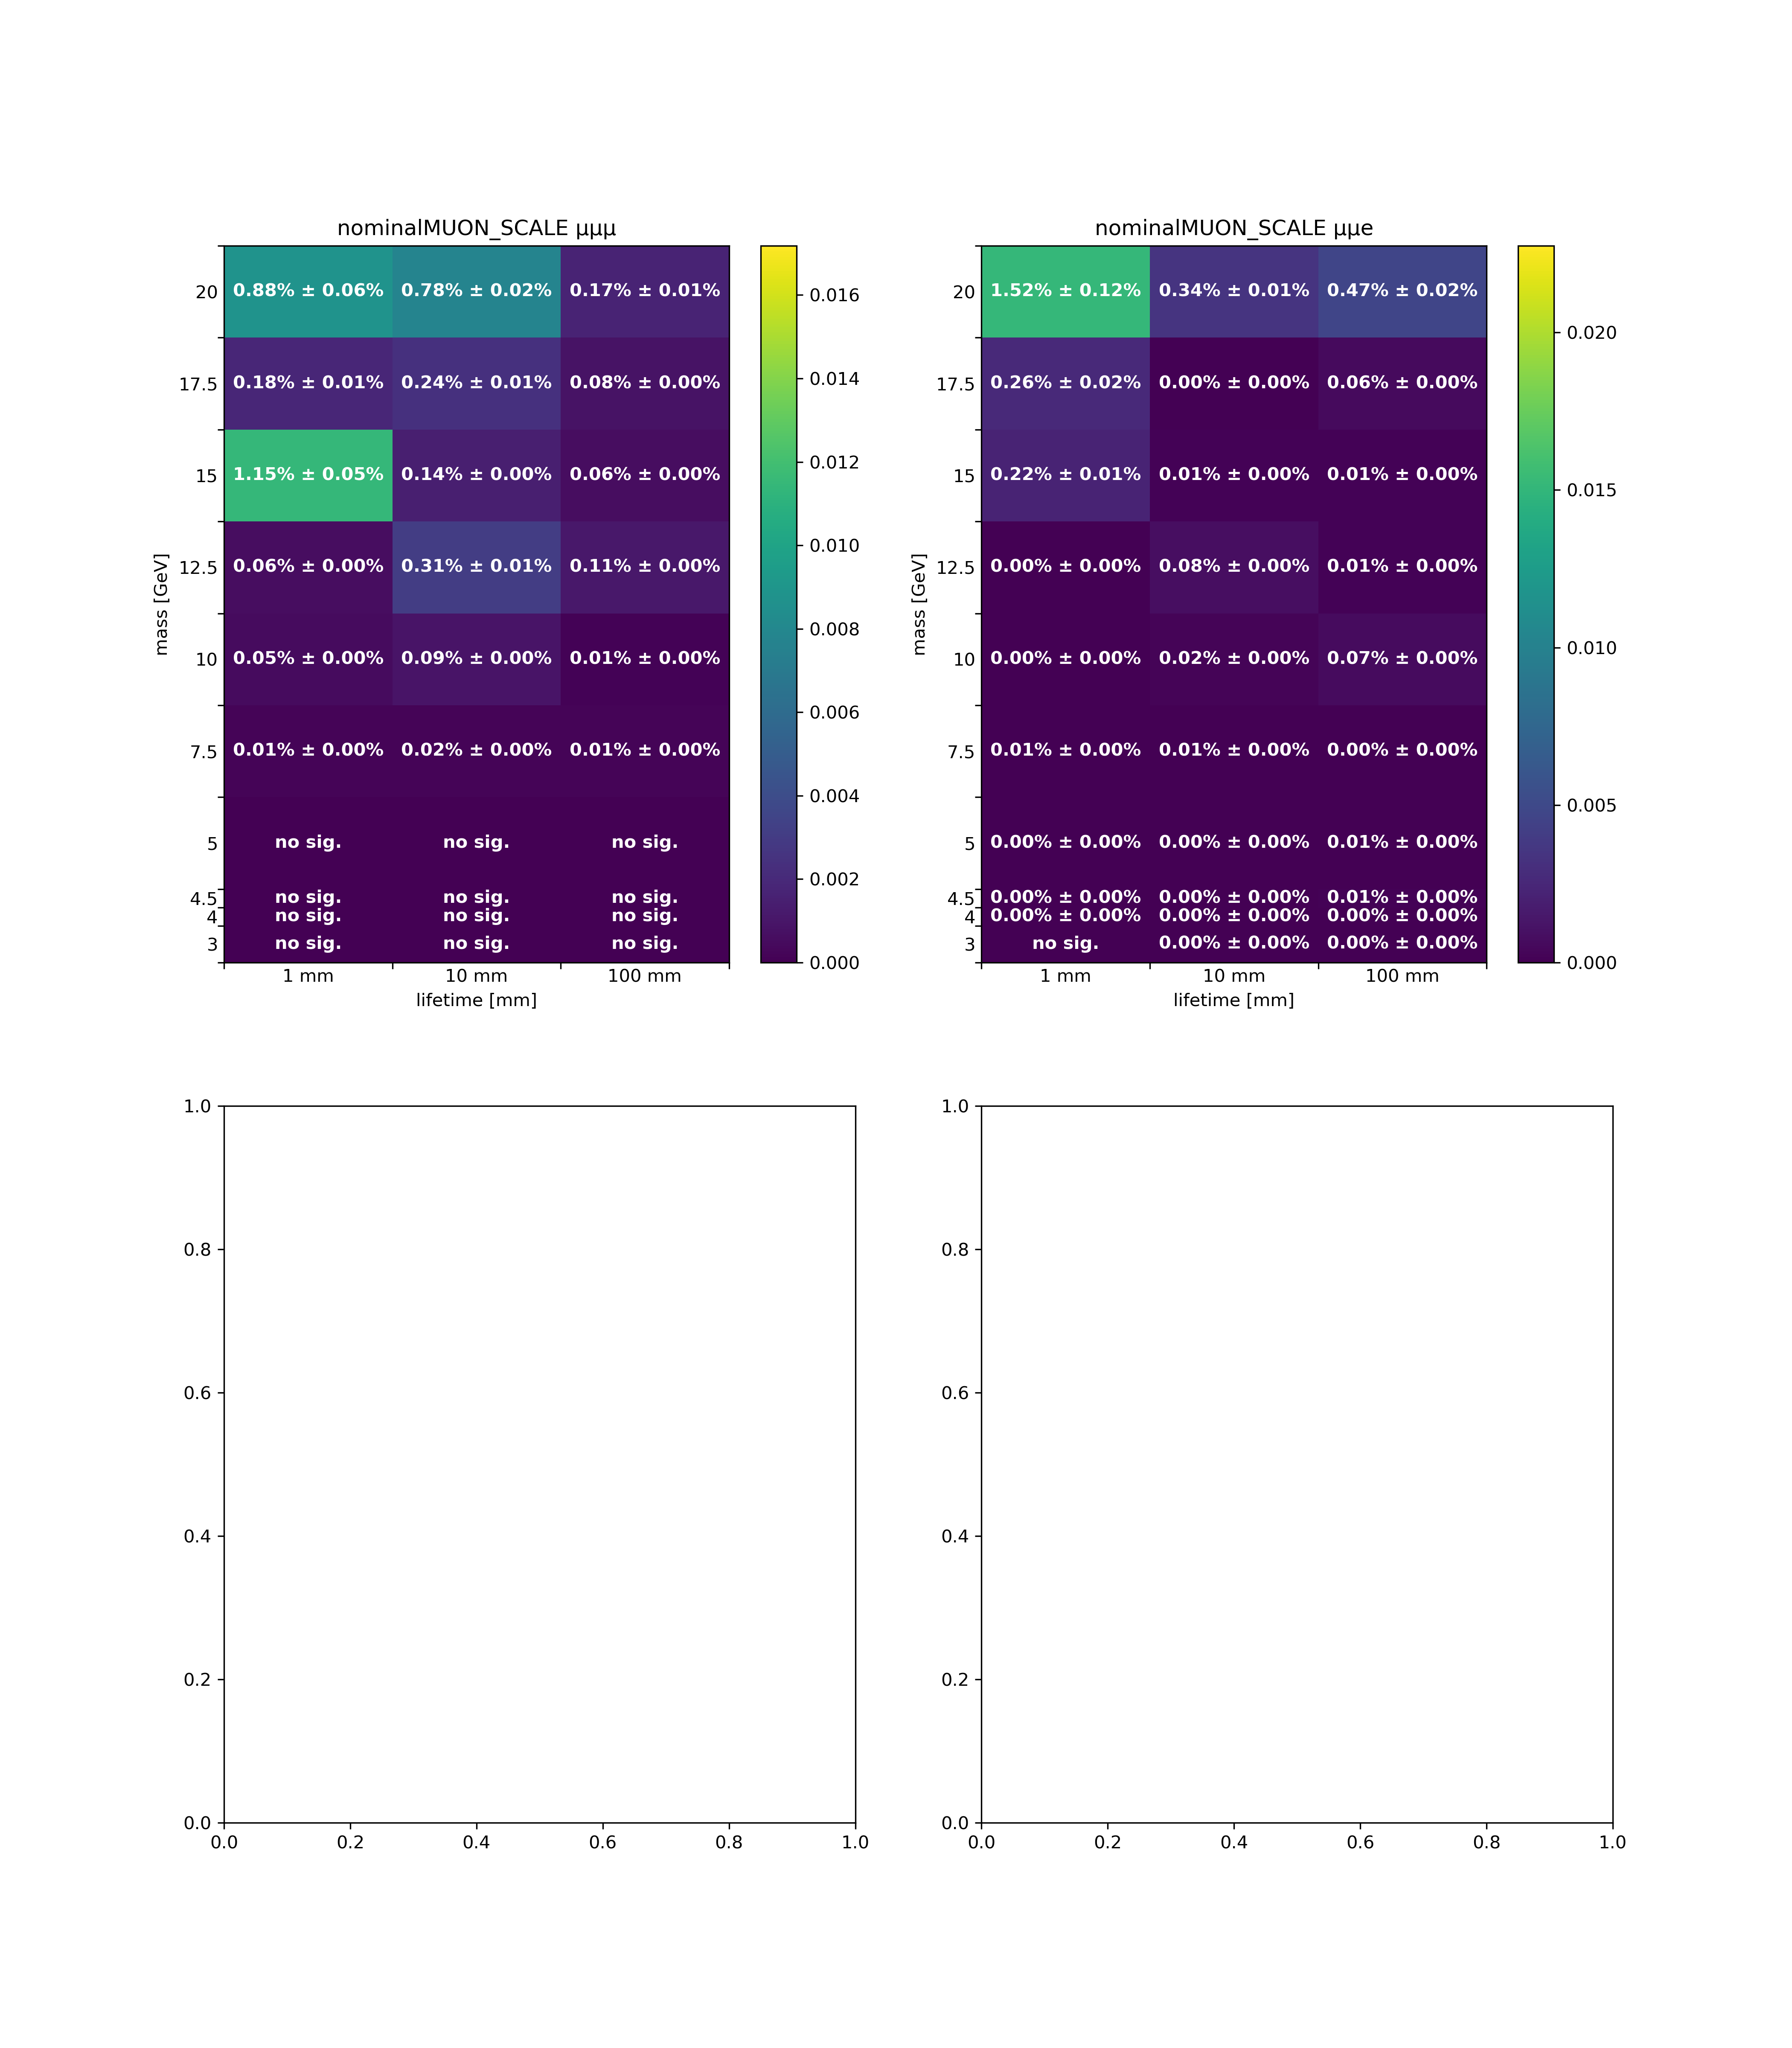 nominalMUON_SCALE μμμ
20 0.88% ± 0.06% 0.78% ± 0.02% 0.17% ± 0.01%
17.5 0.18% ± 0.01% 0.24% ± 0.01% 0.08% ± 0.00%
15 1.15% ± 0.05% 0.14% ± 0.00% 0.06% ± 0.00%
12.5 0.06% ± 0.00% 0.31% ± 0.01% 0.11% ± 0.00%
10 0.05% ± 0.00% 0.09% ± 0.00% 0.01% ± 0.00%
7.5 0.01% ± 0.00% 0.02% ± 0.00% 0.01% ± 0.00%
5 no sig. no sig. no sig.
4.5 no sig. no sig. no sig.
4 no sig. no sig. no sig.
3 no sig. no sig. no sig.
mass [GeV]
1 mm 10 mm 100 mm
lifetime [mm]
0.016
0.014
0.012
0.010
0.008
0.006
0.004
0.002
0.000
nominalMUON_SCALE μμe
20 1.52% ± 0.12% 0.34% ± 0.01% 0.47% ± 0.02%
17.5 0.26% ± 0.02% 0.00% ± 0.00% 0.06% ± 0.00%
15 0.22% ± 0.01% 0.01% ± 0.00% 0.01% ± 0.00%
12.5 0.00% ± 0.00% 0.08% ± 0.00% 0.01% ± 0.00%
10 0.00% ± 0.00% 0.02% ± 0.00% 0.07% ± 0.00%
7.5 0.01% ± 0.00% 0.01% ± 0.00% 0.00% ± 0.00%
5 0.00% ± 0.00% 0.00% ± 0.00% 0.01% ± 0.00%
4.5 0.00% ± 0.00% 0.00% ± 0.00% 0.01% ± 0.00%
4 0.00% ± 0.00% 0.00% ± 0.00% 0.00% ± 0.00%
3 no sig. 0.00% ± 0.00% 0.00% ± 0.00%
mass [GeV]
1 mm 10 mm 100 mm
lifetime [mm]
0.020
0.015
0.010
0.005
0.000
1.0
0.8
0.6
0.4
0.2
0.0
0.0 0.2 0.4 0.6 0.8 1.0
1.0
0.8
0.6
0.4
0.2
0.0
0.0 0.2 0.4 0.6 0.8 1.0